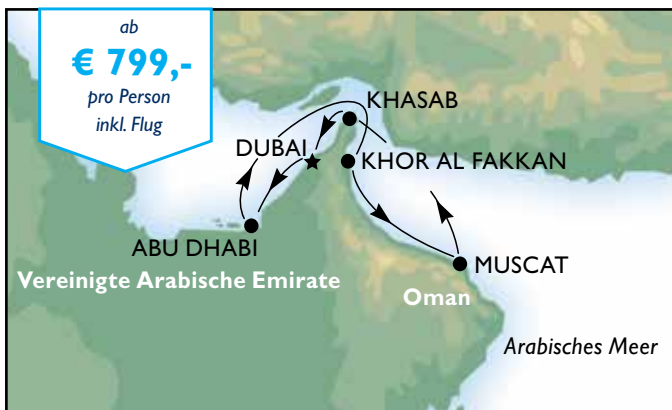 ab
€ 799,-
pro Person
inkl. Flug
KHASAB
DUBAI
KHOR AL FAKKAN
ABU DHABI
MUSCAT
Vereinigte Arabische Emirate
Oman
Arabisches Meer